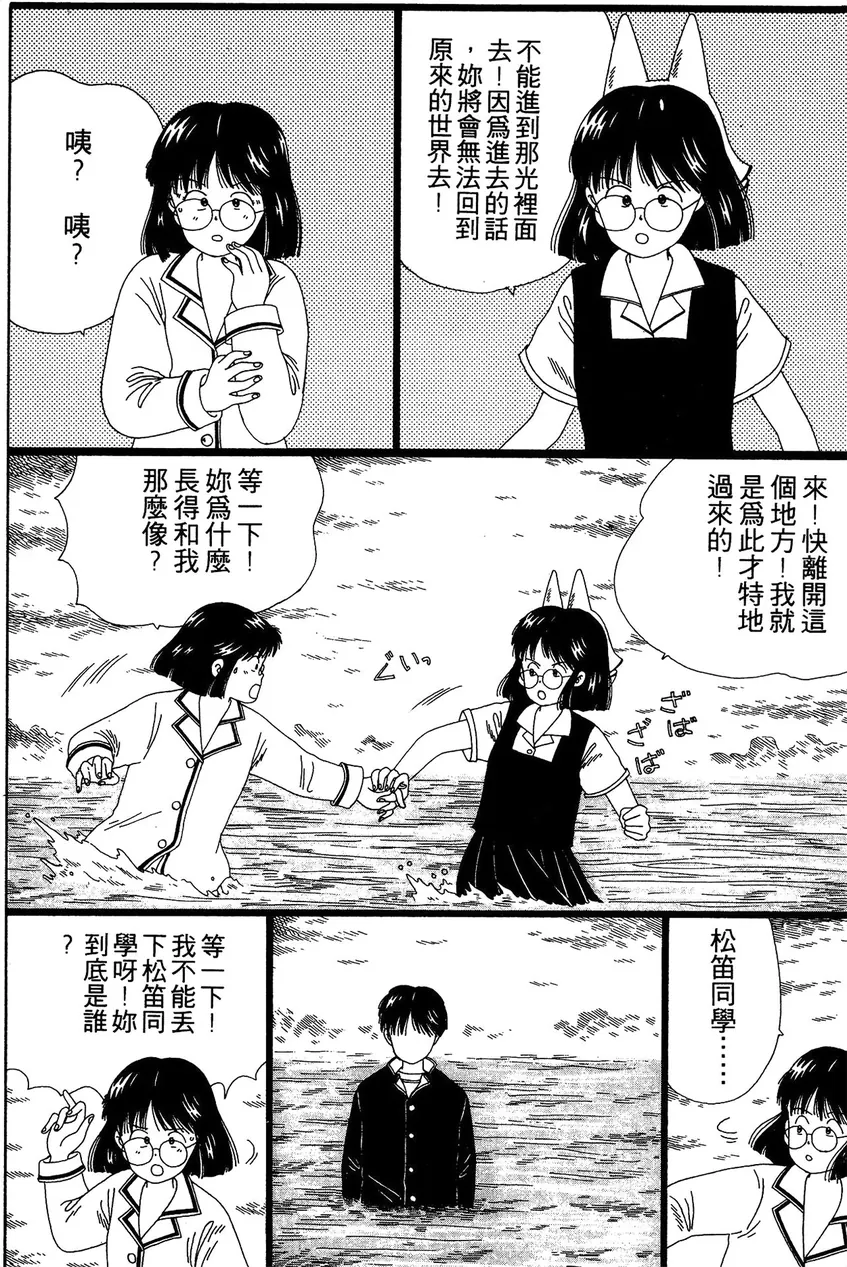 不能進到那光裡面
去！因爲進去的話
，妳將會無法回到
原來的世界去！
咦？
咦？
來！快離開這
個地方！我就
是爲此才特地
過來的！
ざば
ざば
ぐいっ
等一下！
妳爲什麼
長得和我
那麼像？
松笛同學……
等一下！
我不能丟
下松笛同
學呀！妳
到底是誰
？